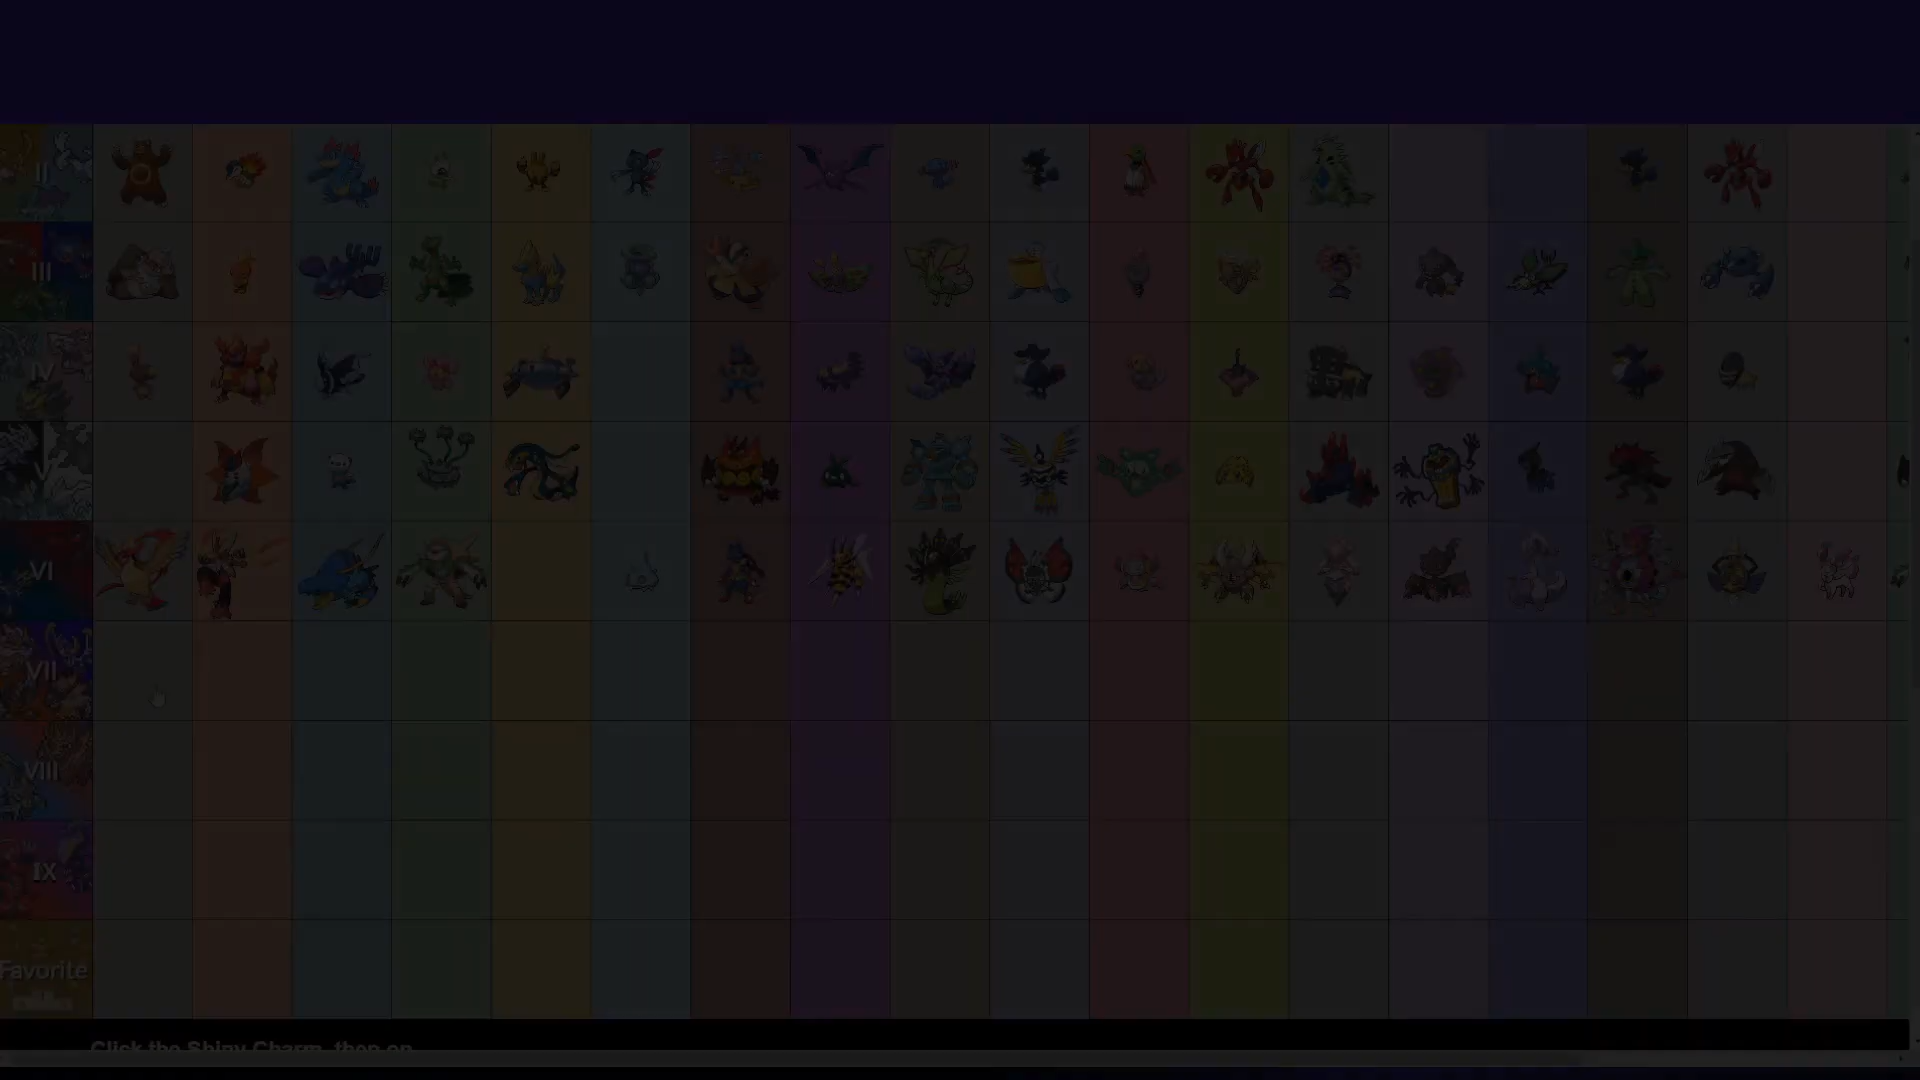 II
III
IV
V
VI
VII
VIII
IX
Favorite
Click the Shiny Charm, then on